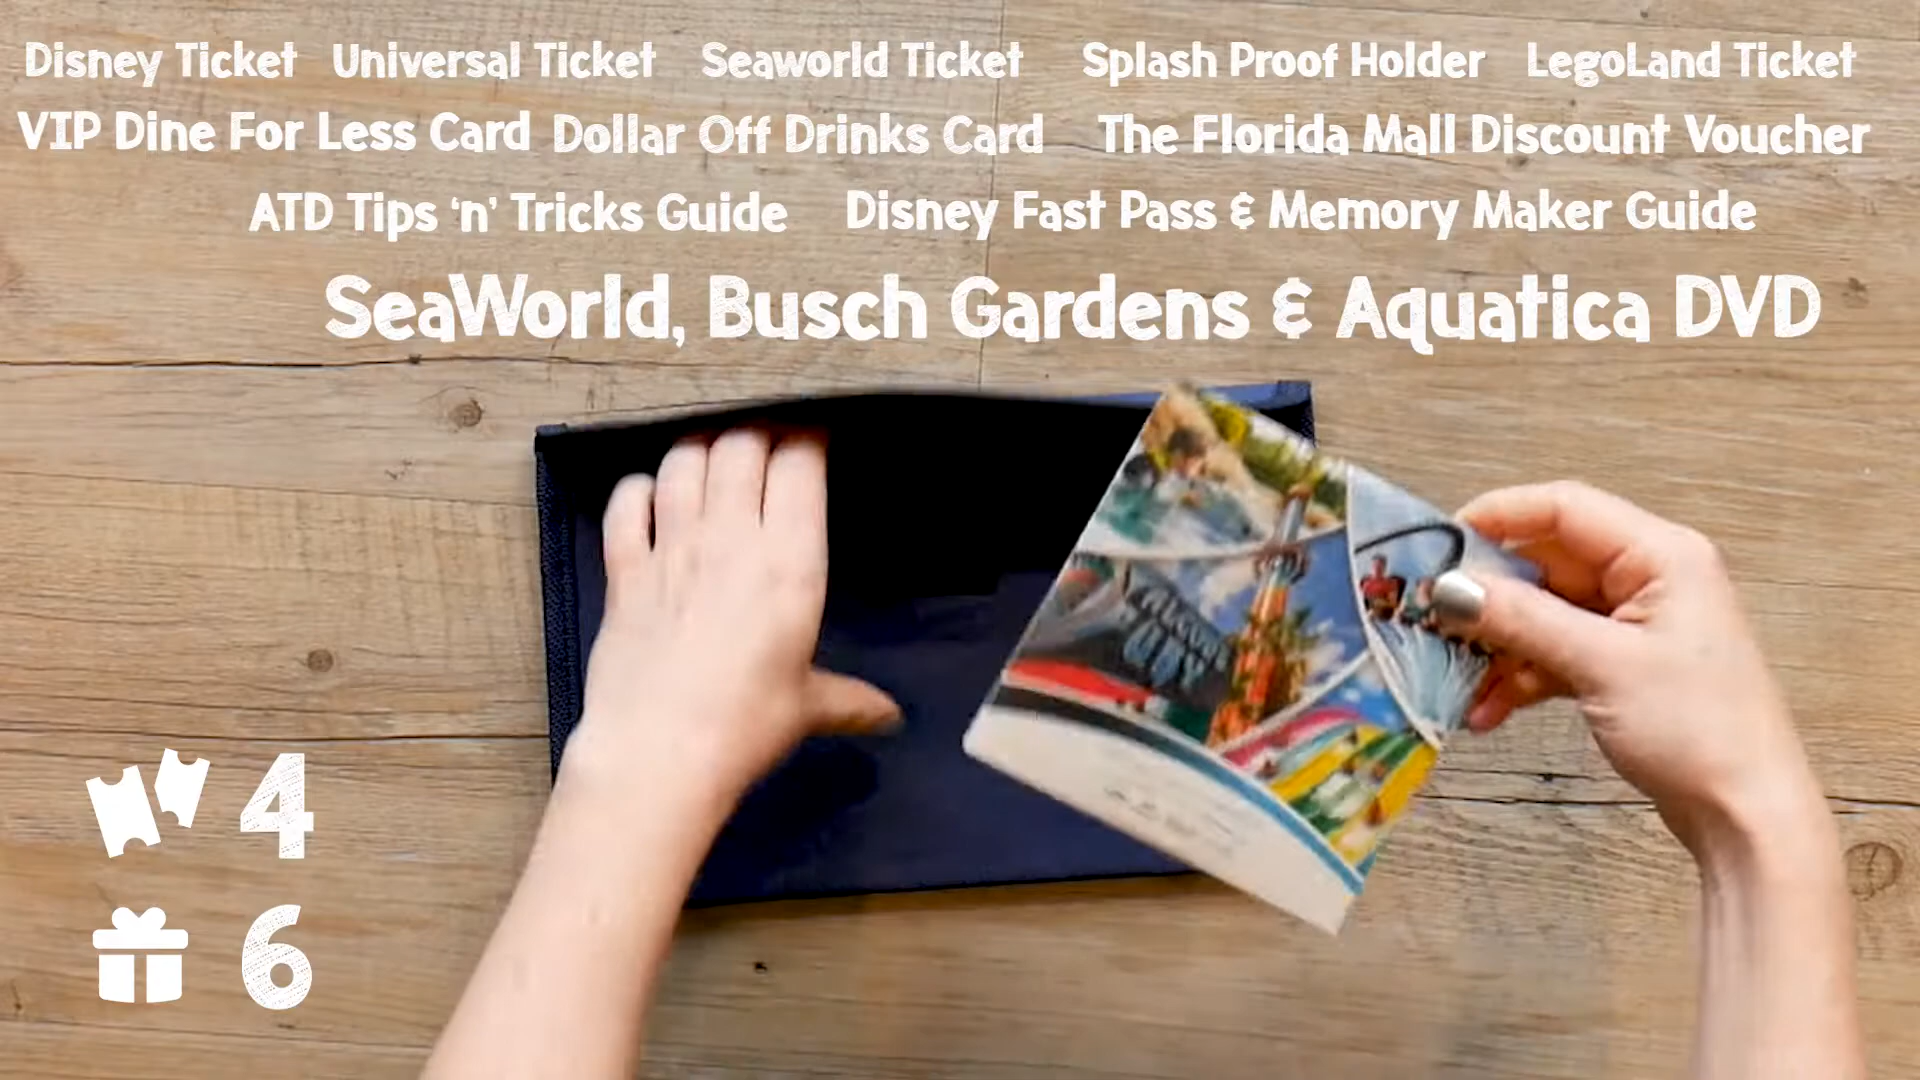 Disney Ticket Universal Ticket Seaworld Ticket Splash Proof Holder LegoLand Ticket
VIP Dine For Less Card Dollar Off Drinks Card The Florida Mall Discount Voucher
ATD Tips ‘n’ Tricks Guide Disney Fast Pass & Memory Maker Guide
SeaWorld, Busch Gardens & Aquatica DVD
4
6